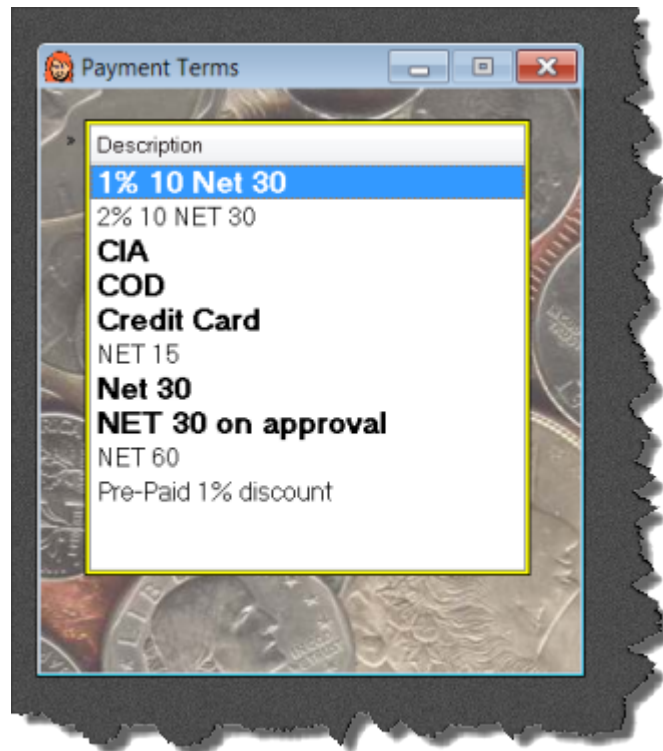 Payment Terms
» Description
1% 10 Net 30
2% 10 NET 30
CIA
COD
Credit Card
NET 15
Net 30
NET 30 on approval
NET 60
Pre-Paid 1% discount